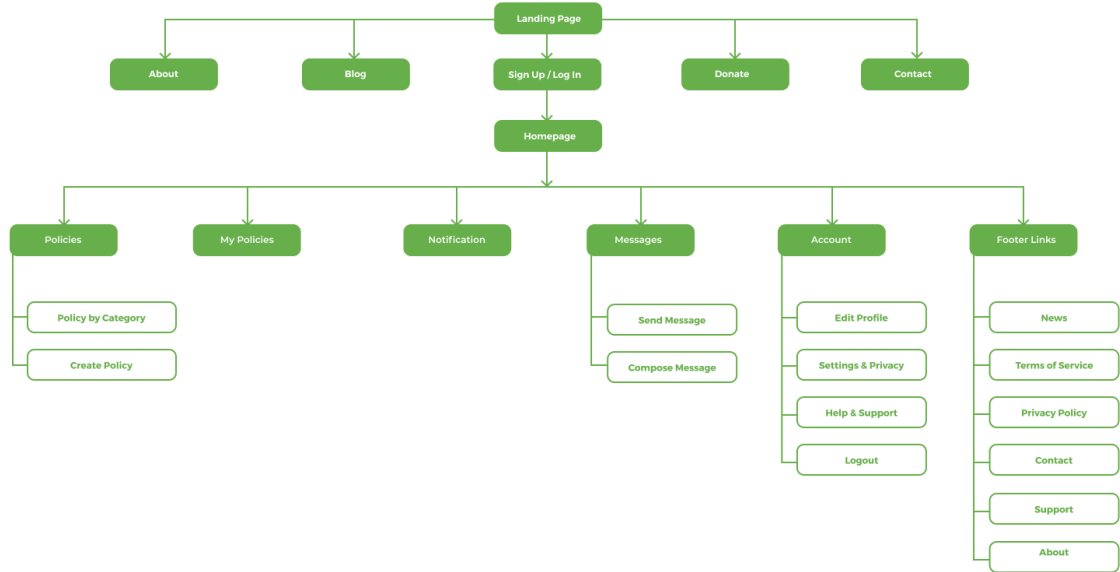 Landing Page
About
Blog
Sign Up / Log In
Donate
Contact
Homepage
Policies
My Policies
Notification
Messages
Account
Footer Links
Policy by Category
Create Policy
Send Message
Compose Message
Edit Profile
Settings & Privacy
Help & Support
Logout
News
Terms of Service
Privacy Policy
Contact
Support
About